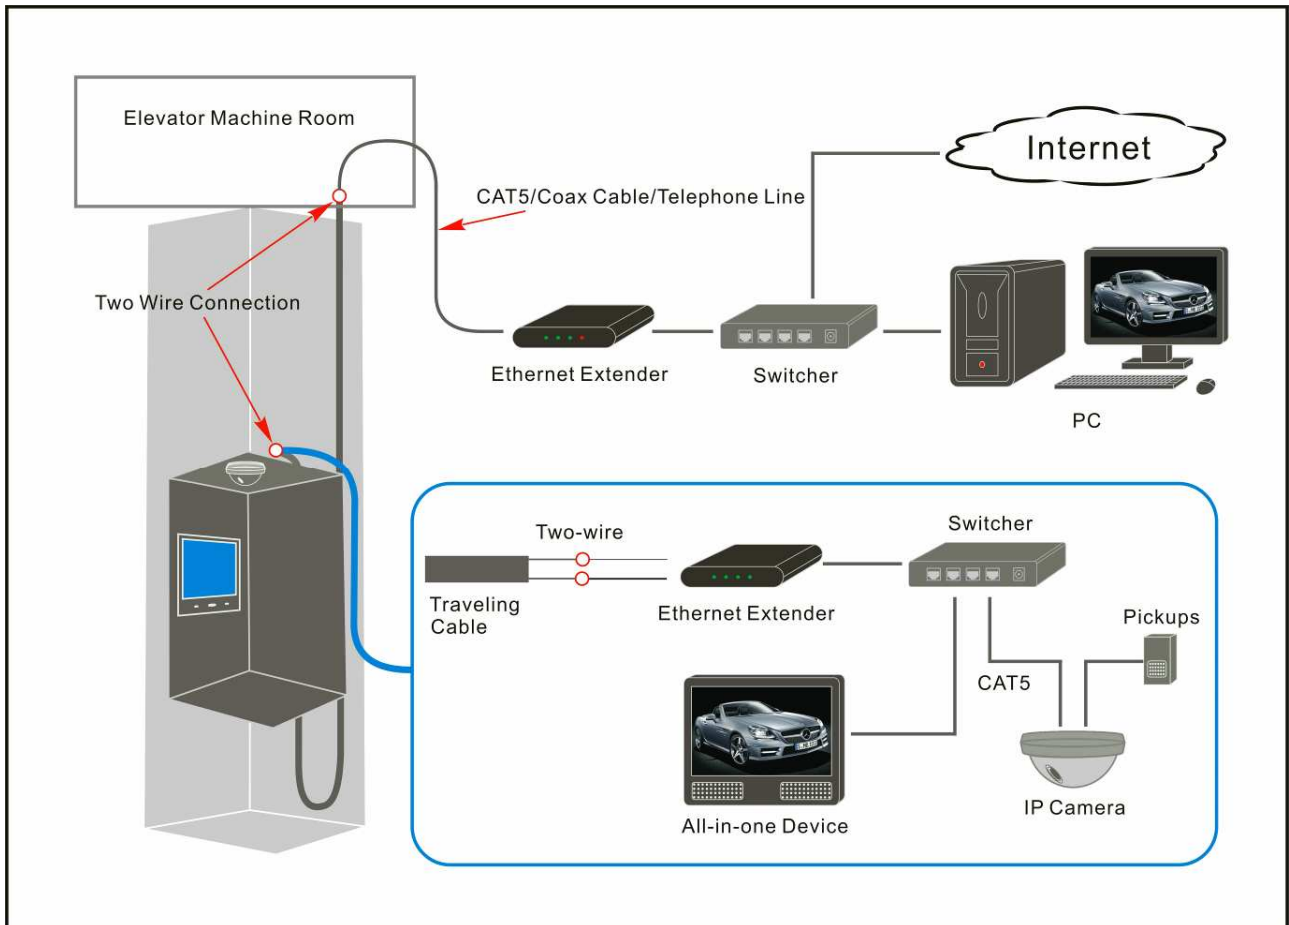 Elevator Machine Room
Internet
CAT5/Coax Cable/Telephone Line
Two Wire Connection
Ethernet Extender
Switcher
PC
Two-wire
Switcher
Traveling
Cable
Ethernet Extender
Pickups
CAT5
All-in-one Device
IP Camera